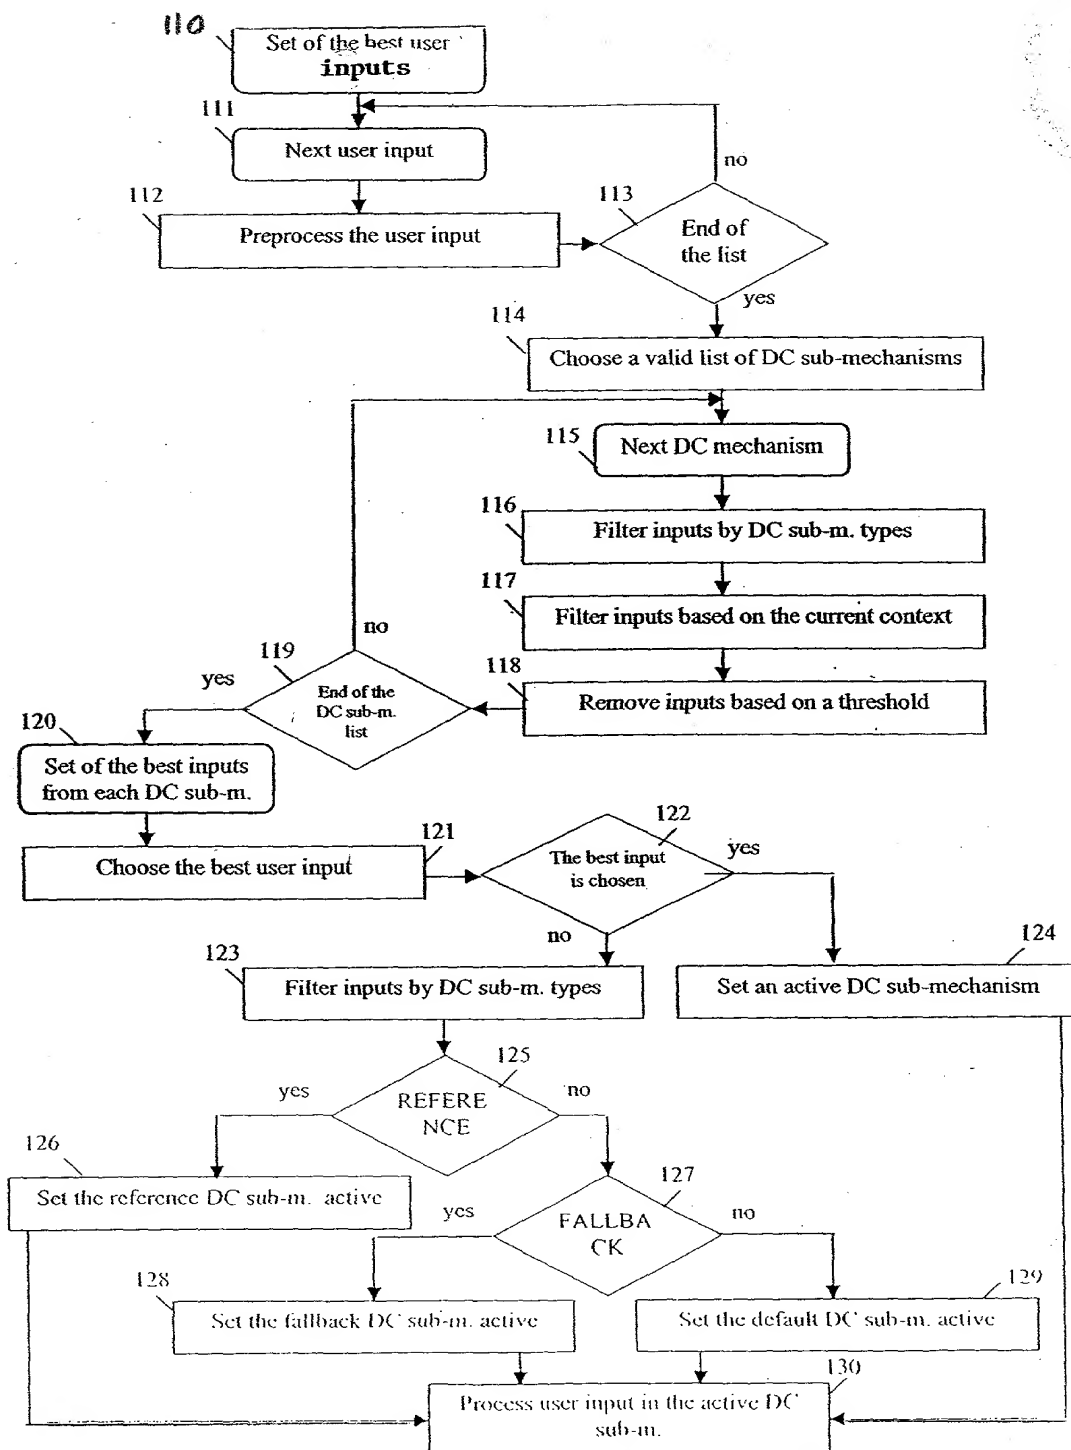 110
Set of the best user
inputs
111
Next user input
112
Preprocess the user input
113
End of
the list
no
yes
114
Choose a valid list of DC sub-mechanisms
115
Next DC mechanism
116
Filter inputs by DC sub-m. types
117
Filter inputs based on the current context
118
Remove inputs based on a threshold
119
End of the
DC sub-m.
list
no
yes
120
Set of the best inputs
from each DC sub-m.
121
Choose the best user input
122
The best input
is chosen
yes
no
123
Filter inputs by DC sub-m. types
124
Set an active DC sub-mechanism
125
REFERE
NCE
yes
no
126
Set the reference DC sub-m. active
127
FALLBA
CK
yes
no
128
Set the fallback DC sub-m. active
129
Set the default DC sub-m. active
130
Process user input in the active DC
sub-m.